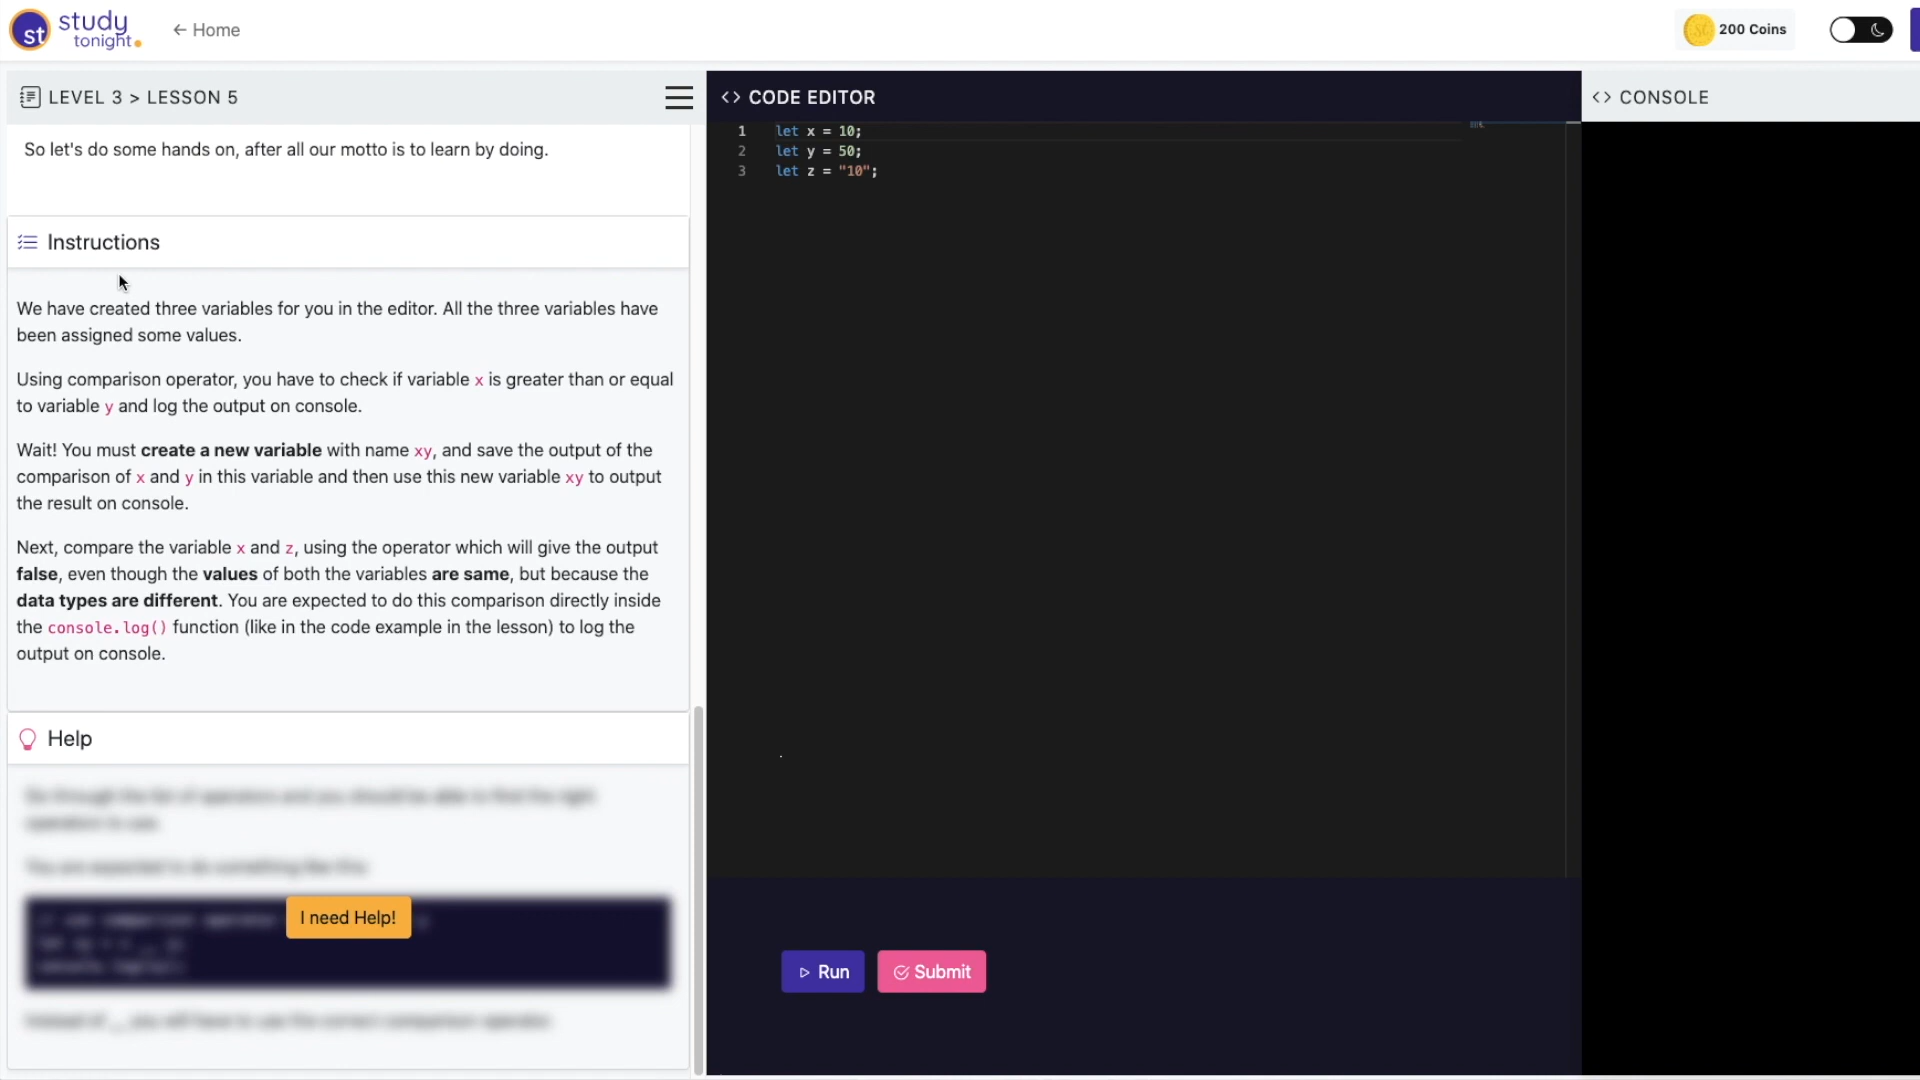 st study
tonight.
← Home
200 Coins
LEVEL 3 > LESSON 5
So let's do some hands on, after all our motto is to learn by doing.
Instructions
We have created three variables for you in the editor. All the three variables have
been assigned some values.
Using comparison operator, you have to check if variable x is greater than or equal
to variable y and log the output on console.
Wait! You must create a new variable with name xy, and save the output of the
comparison of x and y in this variable and then use this new variable xy to output
the result on console.
Next, compare the variable x and z, using the operator which will give the output
false, even though the values of both the variables are same, but because the
data types are different. You are expected to do this comparison directly inside
the console.log() function (like in the code example in the lesson) to log the
output on console.
Help
I need Help!
<> CODE EDITOR
1 let x = 10;
2 let y = 50;
3 let z = "10";
Run
Submit
<> CONSOLE